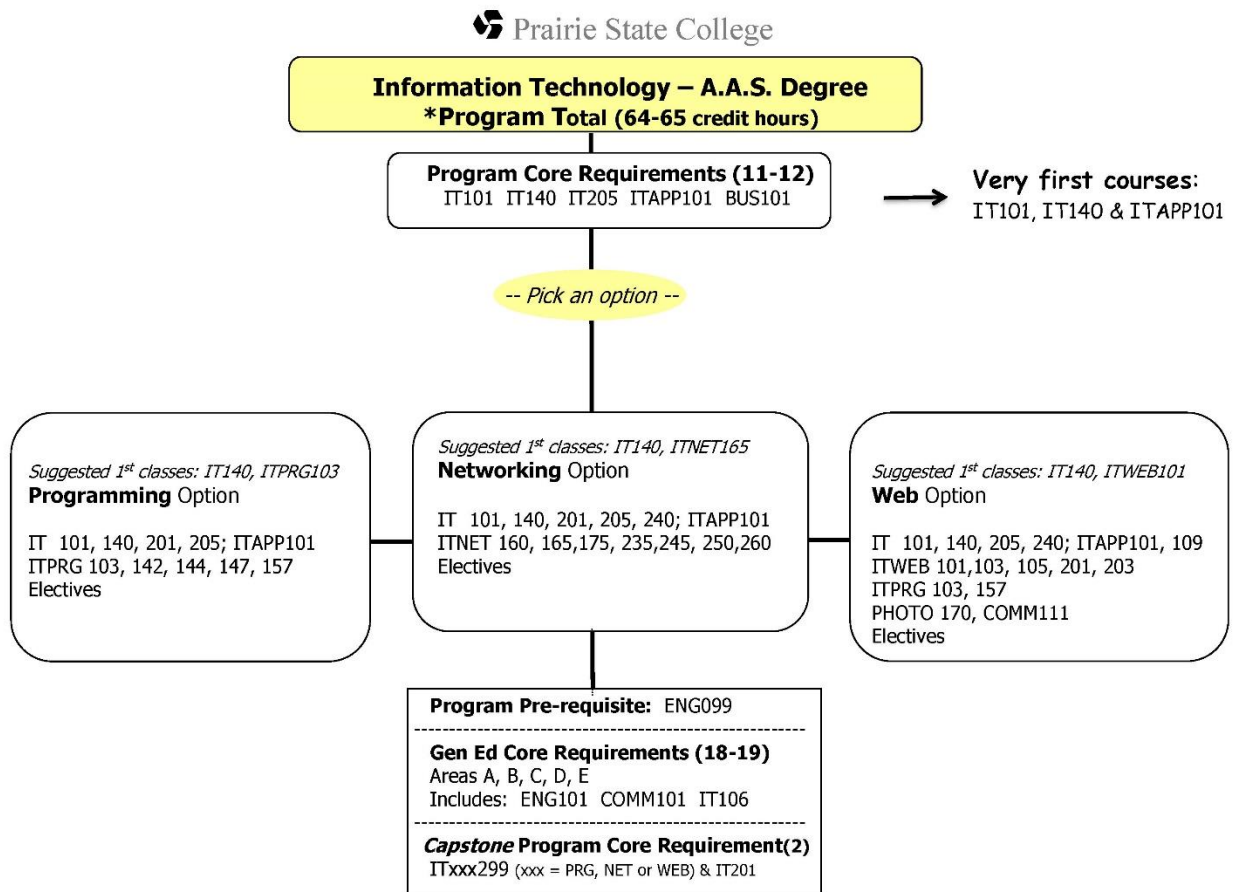 Prairie State College
Information Technology – A.A.S. Degree
*Program Total (64-65 credit hours)
Program Core Requirements (11-12)
IT101 IT140 IT205 ITAPP101 BUS101
Very first courses:
IT101, IT140 & ITAPP101
-- Pick an option --
Suggested 1st classes: IT140, ITPRG103
Programming Option
IT 101, 140, 201, 205; ITAPP101
ITPRG 103, 142, 144, 147, 157
Electives
Suggested 1st classes: IT140, ITNET165
Networking Option
IT 101, 140, 201, 205, 240; ITAPP101
ITNET 160, 165,175, 235,245, 250,260
Electives
Suggested 1st classes: IT140, ITWEB101
Web Option
IT 101, 140, 205, 240; ITAPP101, 109
ITWEB 101,103, 105, 201, 203
ITPRG 103, 157
PHOTO 170, COMM111
Electives
Program Pre-requisite: ENG099
Gen Ed Core Requirements (18-19)
Areas A, B, C, D, E
Includes: ENG101 COMM101 IT106
Capstone Program Core Requirement(2)
ITxxx299 (xxx = PRG, NET or WEB) & IT201